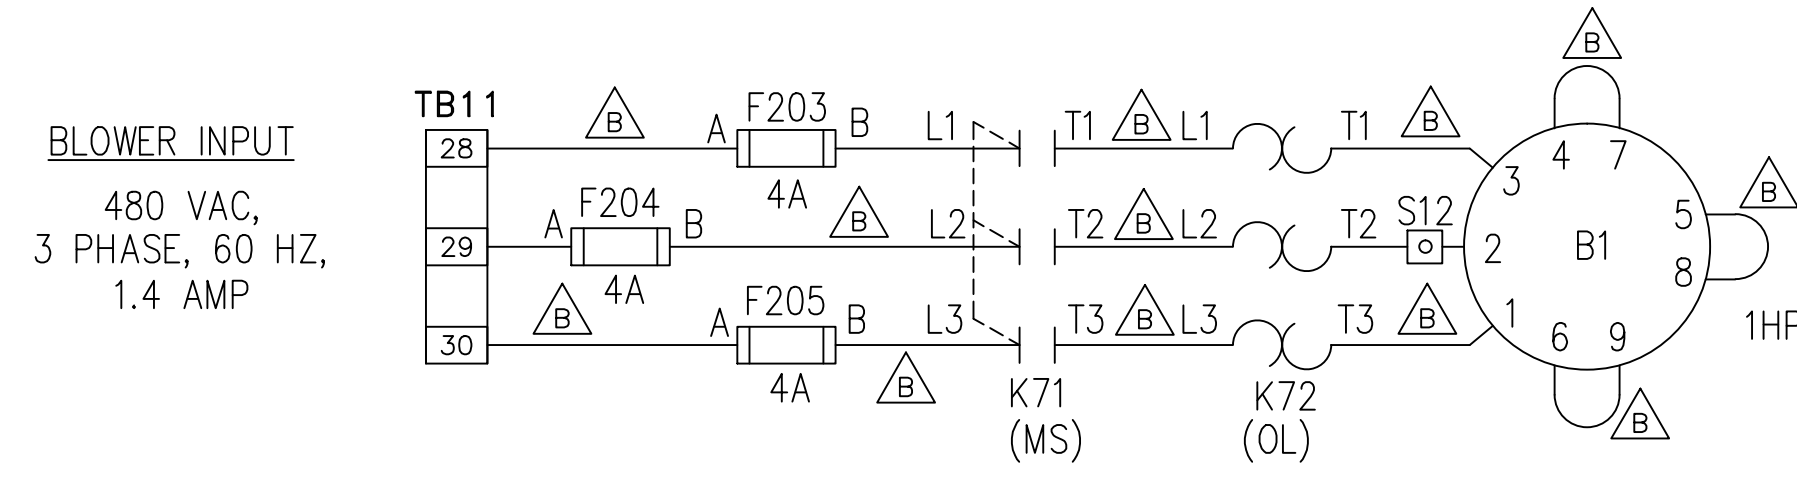 BLOWER INPUT
480 VAC,
3 PHASE, 60 HZ,
1.4 AMP
TB11
28
29
30
B
A
F203
B
4A
L1
T1
B
L1
T1
B
A
F204
B
4A
B
L2
T2
B
L2
T2
S12
B
A
F205
B
4A
B
L3
T3
B
L3
T3
B
K71
(MS)
K72
(OL)
B
4 7
3
2
1
B1
5
8
6 9
B
B
1HP